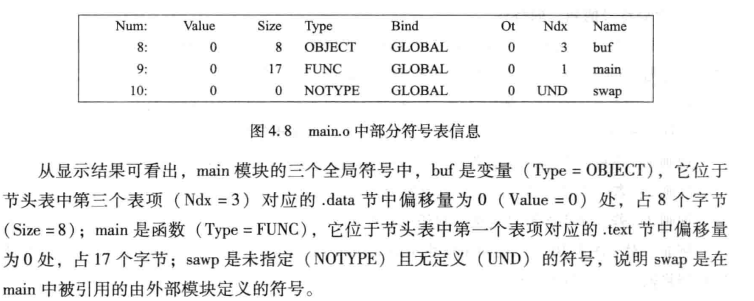 Num: Value Size Type Bind Ot Ndx Name
8: 0 8 OBJECT GLOBAL 0 3 buf
9: 0 17 FUNC GLOBAL 0 1 main
10: 0 0 NOTYPE GLOBAL 0 UND swap
图 4.8 main.o 中部分符号表信息
从显示结果可看出，main 模块的三个全局符号中，buf 是变量（Type = OBJECT），它位于
节头表中第三个表项（Ndx = 3）对应的 .data 节中偏移量为 0（Value = 0）处，占 8 个字节
（Size = 8）；main 是函数（Type = FUNC），它位于节头表中第一个表项对应的 .text 节中偏移量
为 0 处，占 17 个字节；sawp 是未指定（NOTYPE）且无定义（UND）的符号，说明 swap 是在
main 中被引用的由外部模块定义的符号。